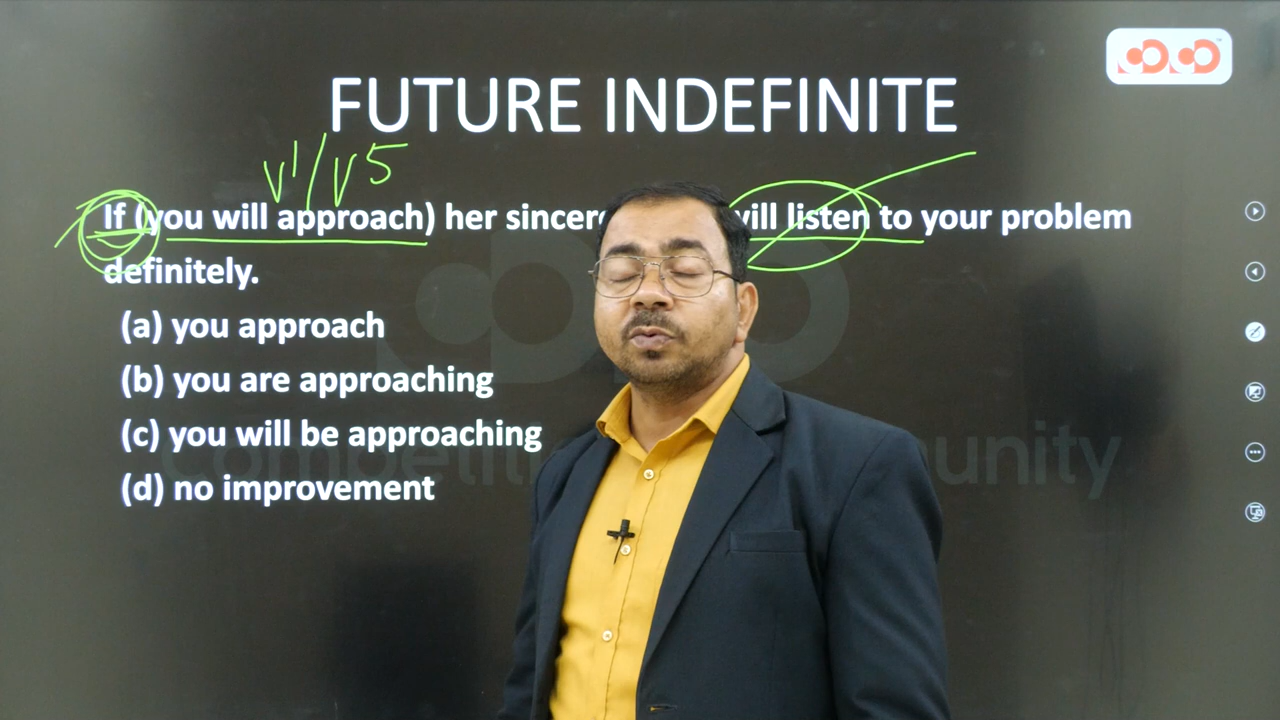 FUTURE INDEFINITE
v1/v5
If (you will approach) her will listen to your problem
definitely.
(a) you approach
(b) you are approaching
(c) you will be approaching
(d) no improvement